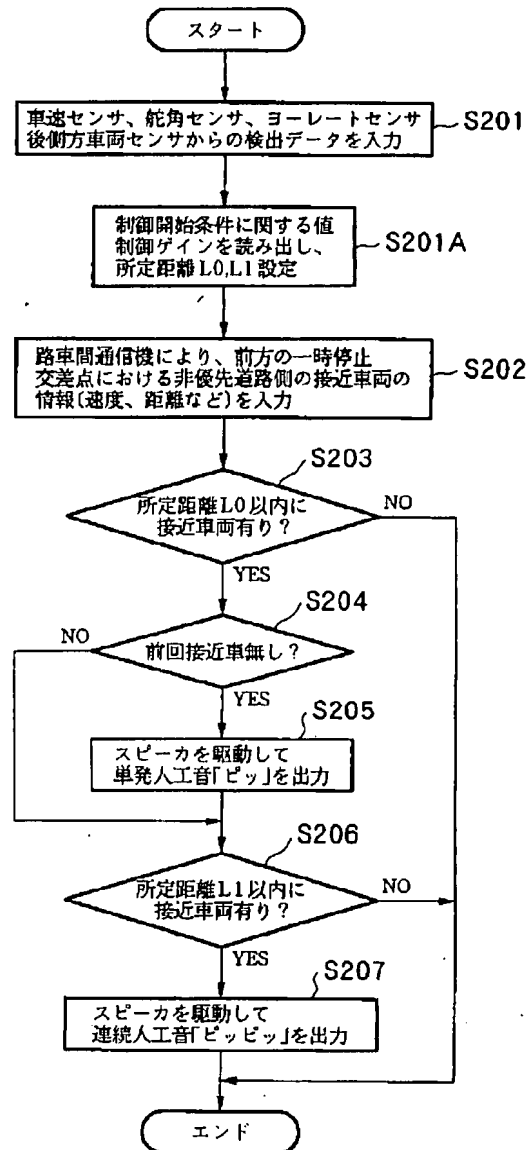 スタート
車速センサ、舵角センサ、ヨーレートセンサ
後側方車両センサからの検出データを入力
S201
制御開始条件に関する値
制御ゲインを読み出し、
所定距離L0,L1設定
S201A
路車間通信機により、前方の一時停止
交差点における非優先道路側の接近車両の
情報(速度、距離など)を入力
S202
S203
所定距離L0以内に
接近車両有り?
NO
YES
S204
NO
前回接近車無し?
YES
S205
スピーカを駆動して
単発人工音「ピッ」を出力
S206
所定距離L1以内に
接近車両有り?
NO
YES
S207
スピーカを駆動して
連続人工音「ピッピッ」を出力
エンド